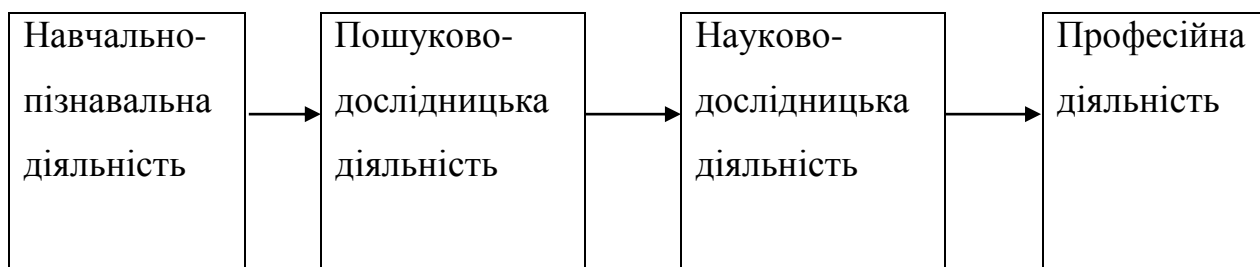 Навчально-
пізнавальна
діяльність
Пошуково-
дослідницька
діяльність
Науково-
дослідницька
діяльність
Професійна
діяльність